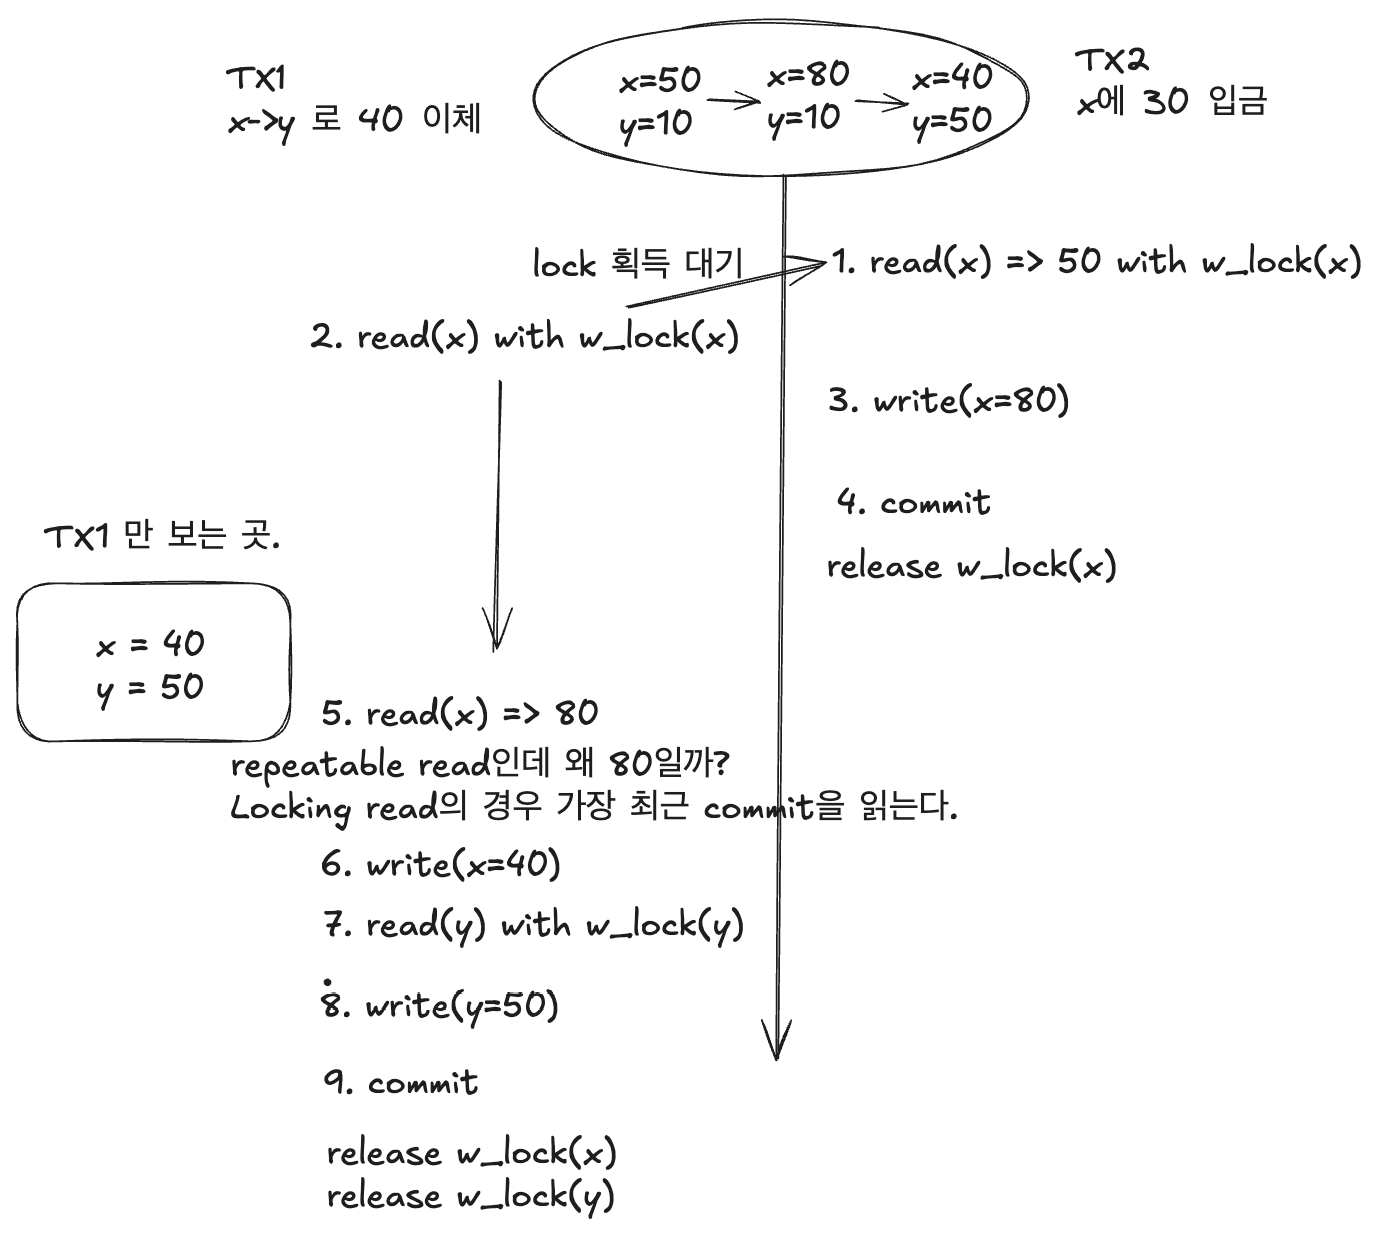 TX1
x->y 로 40 이체
x=50
y=10
x=80
y=10
x=40
y=50
TX2
x에 30 입금
lock 획득 대기
1. read(x) => 50 with w_lock(x)
2. read(x) with w_lock(x)
3. write(x=80)
4. commit
release w_lock(x)
TX1 만 보는 곳.
x = 40
y = 50
5. read(x) => 80
repeatable read인데 왜 80일까?
Locking read의 경우 가장 최근 commit을 읽는다.
6. write(x=40)
7. read(y) with w_lock(y)
8. write(y=50)
9. commit
release w_lock(x)
release w_lock(y)